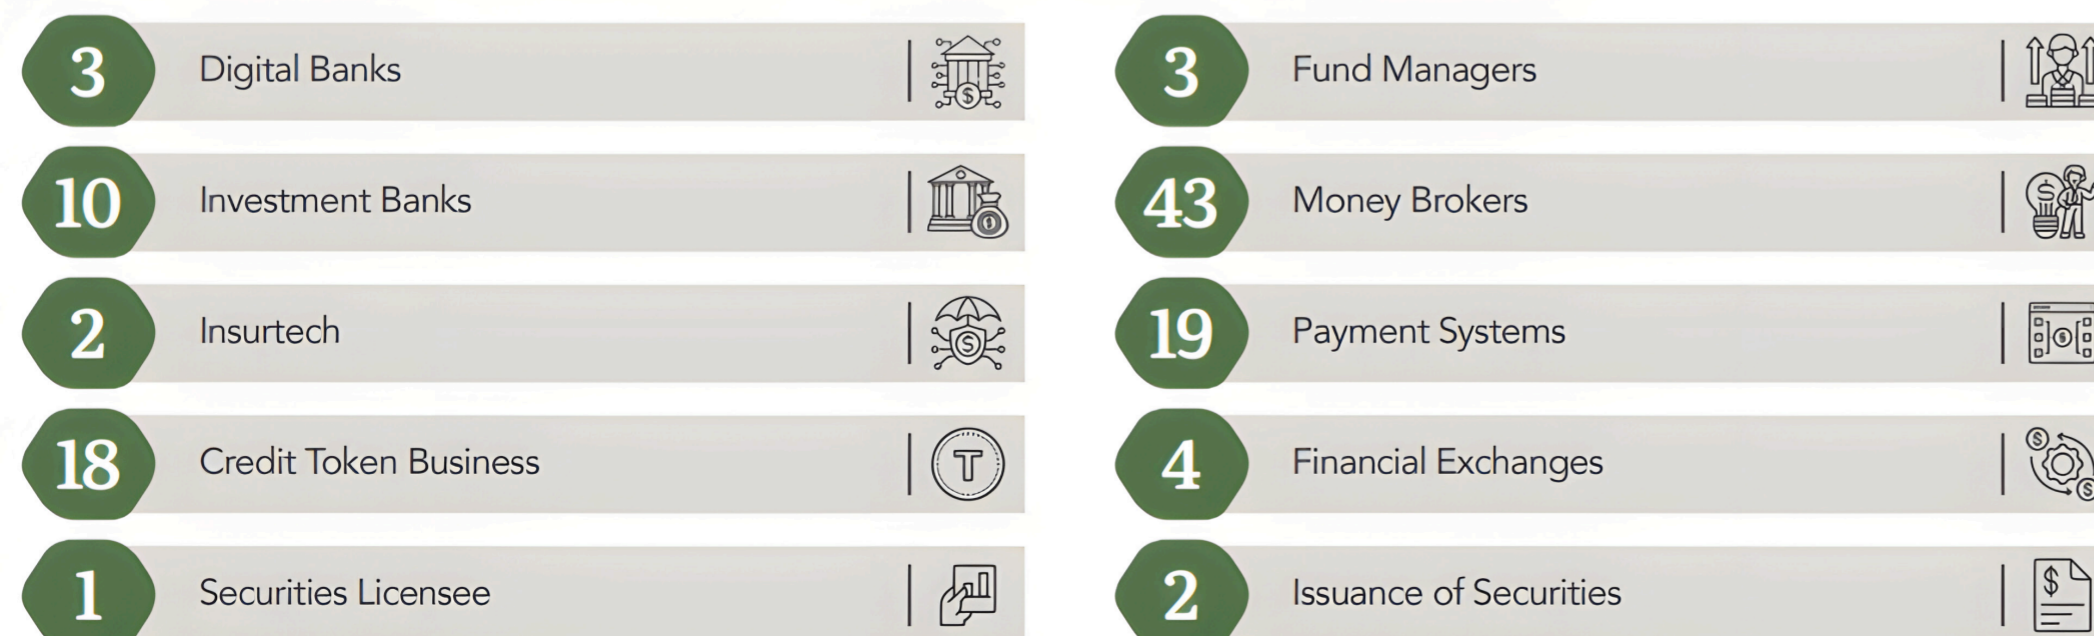 3 Digital Banks
10 Investment Banks
2 Insurtech
18 Credit Token Business
T
1 Securities Licensee
3 Fund Managers
43 Money Brokers
19 Payment Systems
4 Financial Exchanges
2 Issuance of Securities